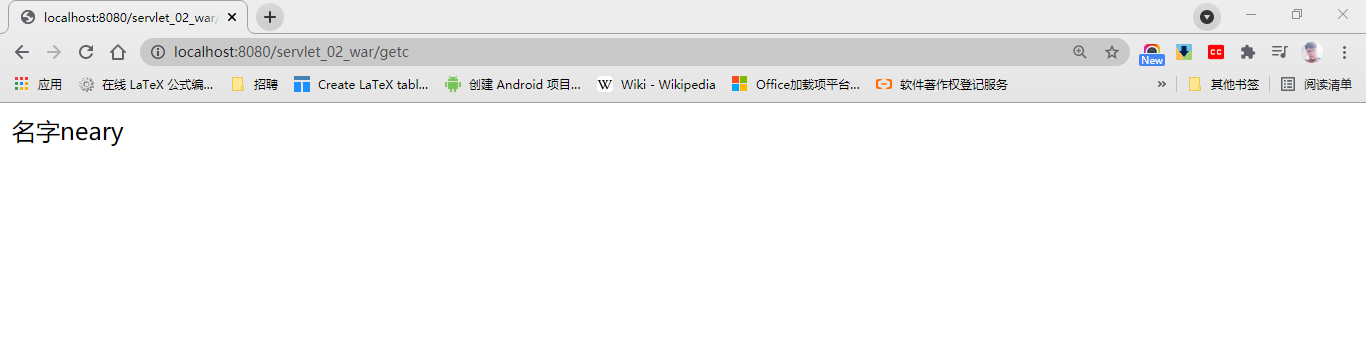 localhost:8080/servlet_02_war/
localhost:8080/servlet_02_war/getc
New
CC
应用 在线 LaTeX 公式编... 招聘 Create LaTeX tabl... 创建 Android 项目... W Wiki - Wikipedia Office加载项平台... 软件著作权登记服务 » 其他书签 阅读清单
名字neary